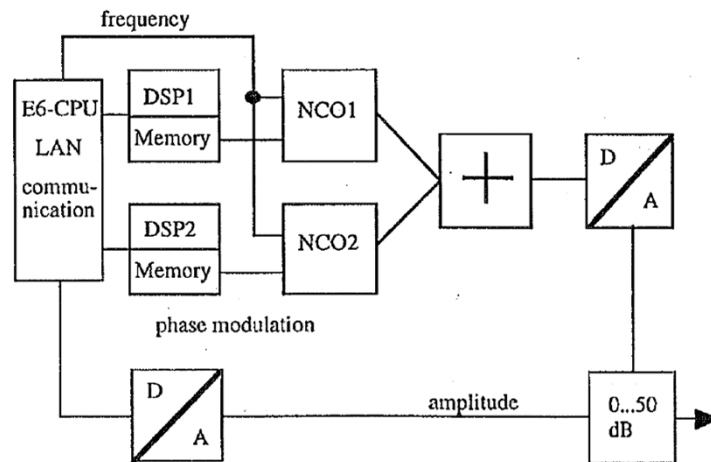 frequency
E6-CPU
LAN
commu-
nication
DSP1
Memory
NCO1
DSP2
Memory
NCO2
phase modulation
D
A
D
A
amplitude
0...50
dB